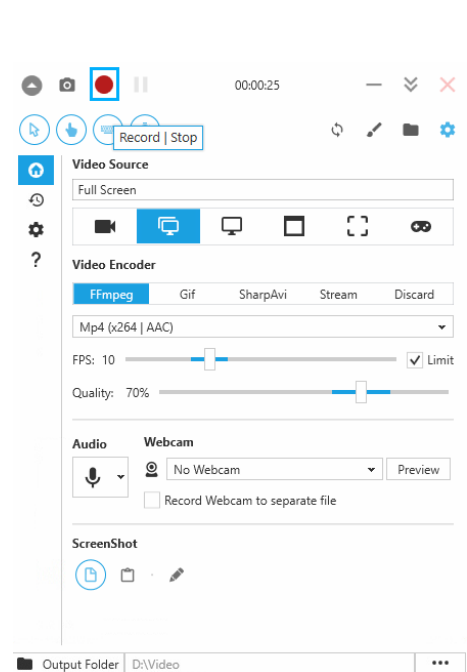 00:00:25
Record | Stop
Video Source
Full Screen
Video Encoder
FFmpeg Gif SharpAvi Stream Discard
Mp4 (x264 | AAC)
FPS: 10 Limit
Quality: 70%
Audio Webcam
No Webcam Preview
Record Webcam to separate file
ScreenShot
Output Folder D:\Video